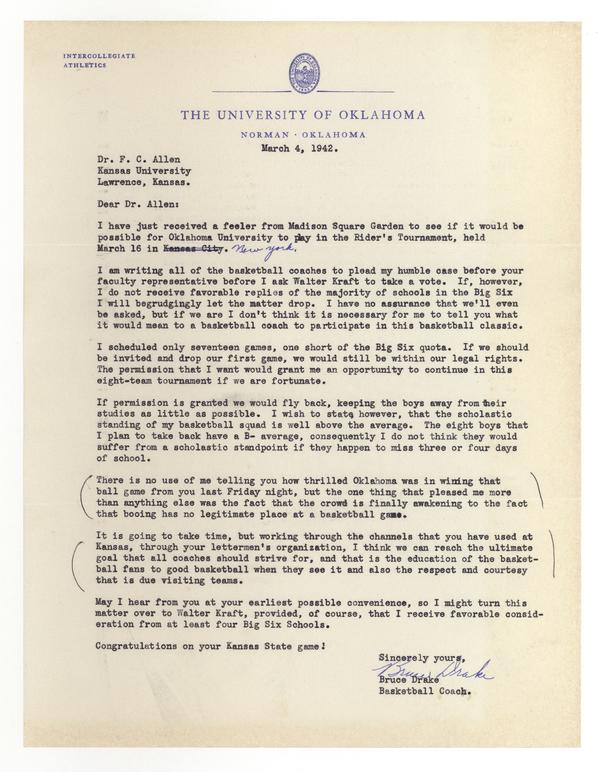 INTERCOLLEGIATE
ATHLETICS
THE UNIVERSITY OF OKLAHOMA
NORMAN · OKLAHOMA
March 4, 1942.
Dr. F. C. Allen
Kansas University
Lawrence, Kansas.
Dear Dr. Allen:
I have just received a feeler from Madison Square Garden to see if it would be
possible for Oklahoma University to play in the Rider's Tournament, held
March 16 in Kansas City. New York.
I am writing all of the basketball coaches to plead my humble case before your
faculty representative before I ask Walter Kraft to take a vote. If, however,
I do not receive favorable replies of the majority of schools in the Big Six
I will begrudgingly let the matter drop. I have no assurance that we'll even
be asked, but if we are I don't think it is necessary for me to tell you what
it would mean to a basketball coach to participate in this basketball classic.
I scheduled only seventeen games, one short of the Big Six quota. If we should
be invited and drop our first game, we would still be within our legal rights.
The permission that I want would grant me an opportunity to continue in this
eight-team tournament if we are fortunate.
If permission is granted we would fly back, keeping the boys away from their
studies as little as possible. I wish to state, however, that the scholastic
standing of my basketball squad is well above the average. The eight boys that
I plan to take back have a B- average, consequently I do not think they would
suffer from a scholastic standpoint if they happen to miss three or four days
of school.
There is no use of me telling you how thrilled Oklahoma was in wining that
ball game from you last Friday night, but the one thing that pleased me more
than anything else was the fact that the crowd is finally awakening to the fact
that booing has no legitimate place at a basketball game.
It is going to take time, but working through the channels that you have used at
Kansas, through your lettermen's organization, I think we can reach the ultimate
goal that all coaches should strive for, and that is the education of the basket-
ball fans to good basketball when they see it and also the respect and courtesy
that is due visiting teams.
May I hear from you at your earliest possible convenience, so I might turn this
matter over to Walter Kraft, provided, of course, that I receive favorable consid-
eration from at least four Big Six Schools.
Congratulations on your Kansas State game!
Sincerely yours,
Bruce Drake
Bruce Drake
Basketball Coach.